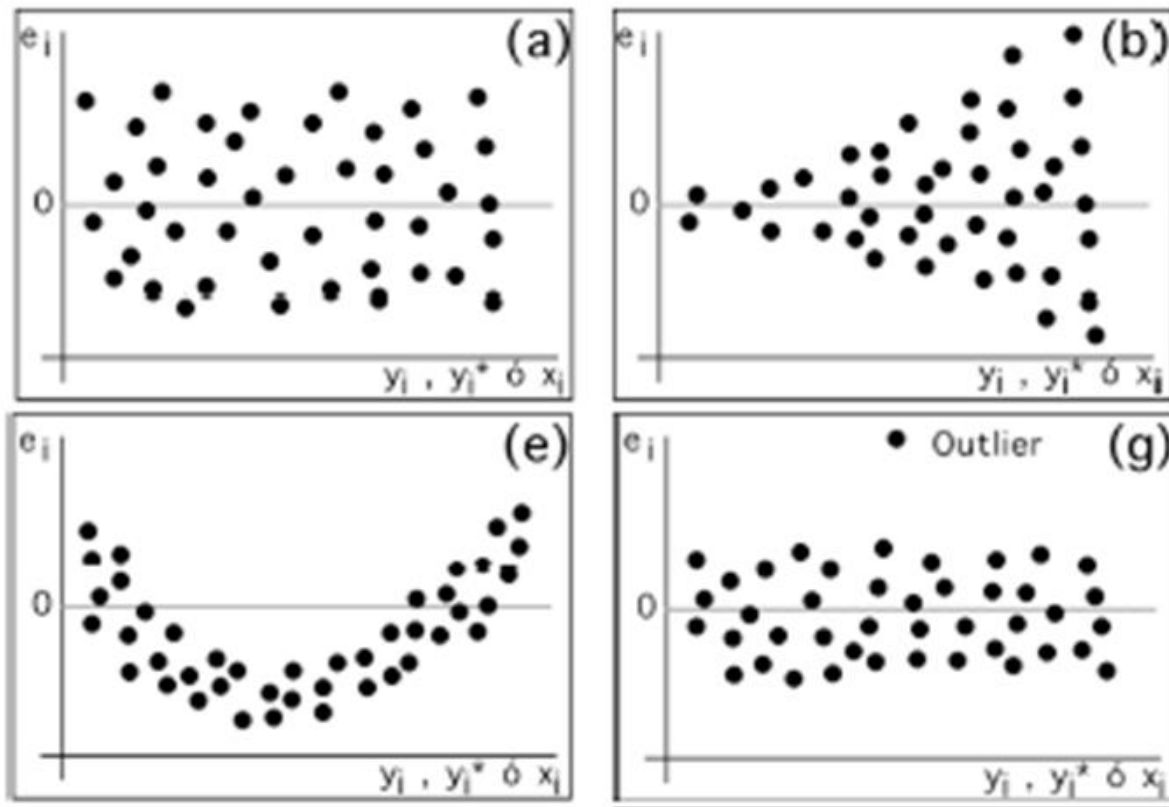 eᵢ (a)
0
yᵢ , yᵢ* ó xᵢ
eᵢ (b)
0
yᵢ , yᵢ* ó xᵢ
eᵢ (e)
0
yᵢ , yᵢ* ó xᵢ
eᵢ Outlier (g)
0
yᵢ , yᵢ* ó xᵢ